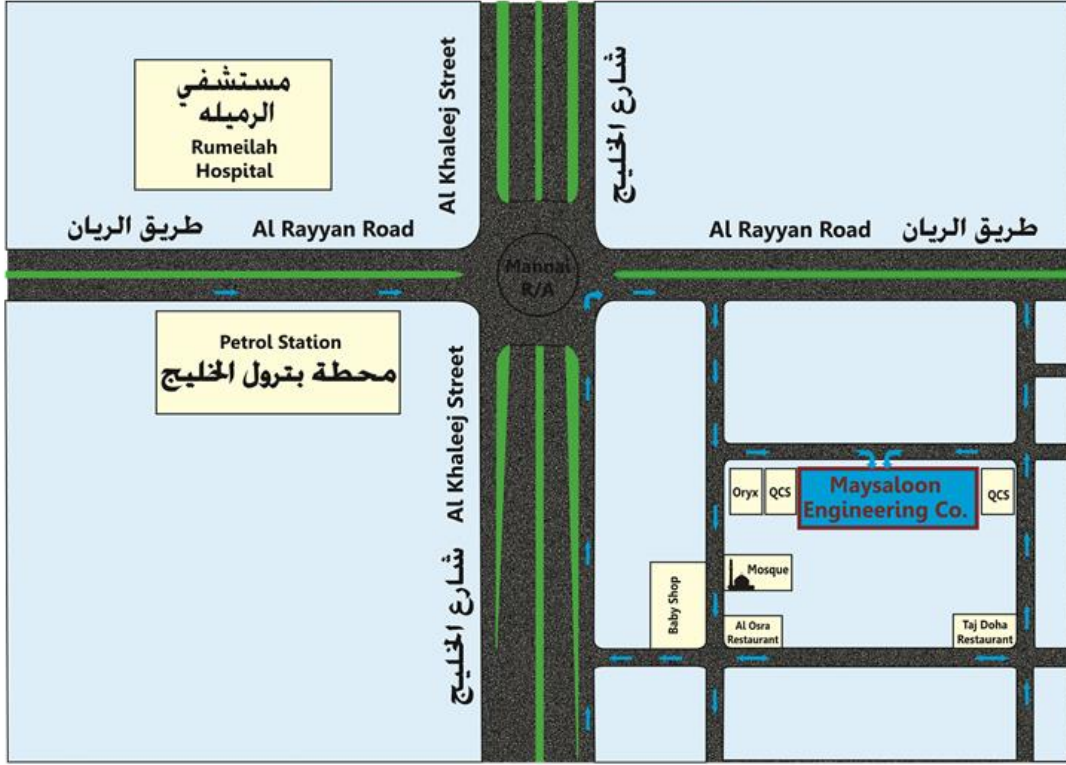 مستشفي
الرميله
Rumeilah
Hospital
Al Khaleej Street
شارع الخليج
طريق الريان
Al Rayyan Road
Al Rayyan Road
طريق الريان
Mannai
R/A
Petrol Station
محطة بترول الخليج
Al Khaleej Street
شارع الخليج
Oryx
QCS
Maysaloon
Engineering Co.
QCS
Mosque
Baby Shop
Al Osra
Restaurant
Taj Doha
Restaurant